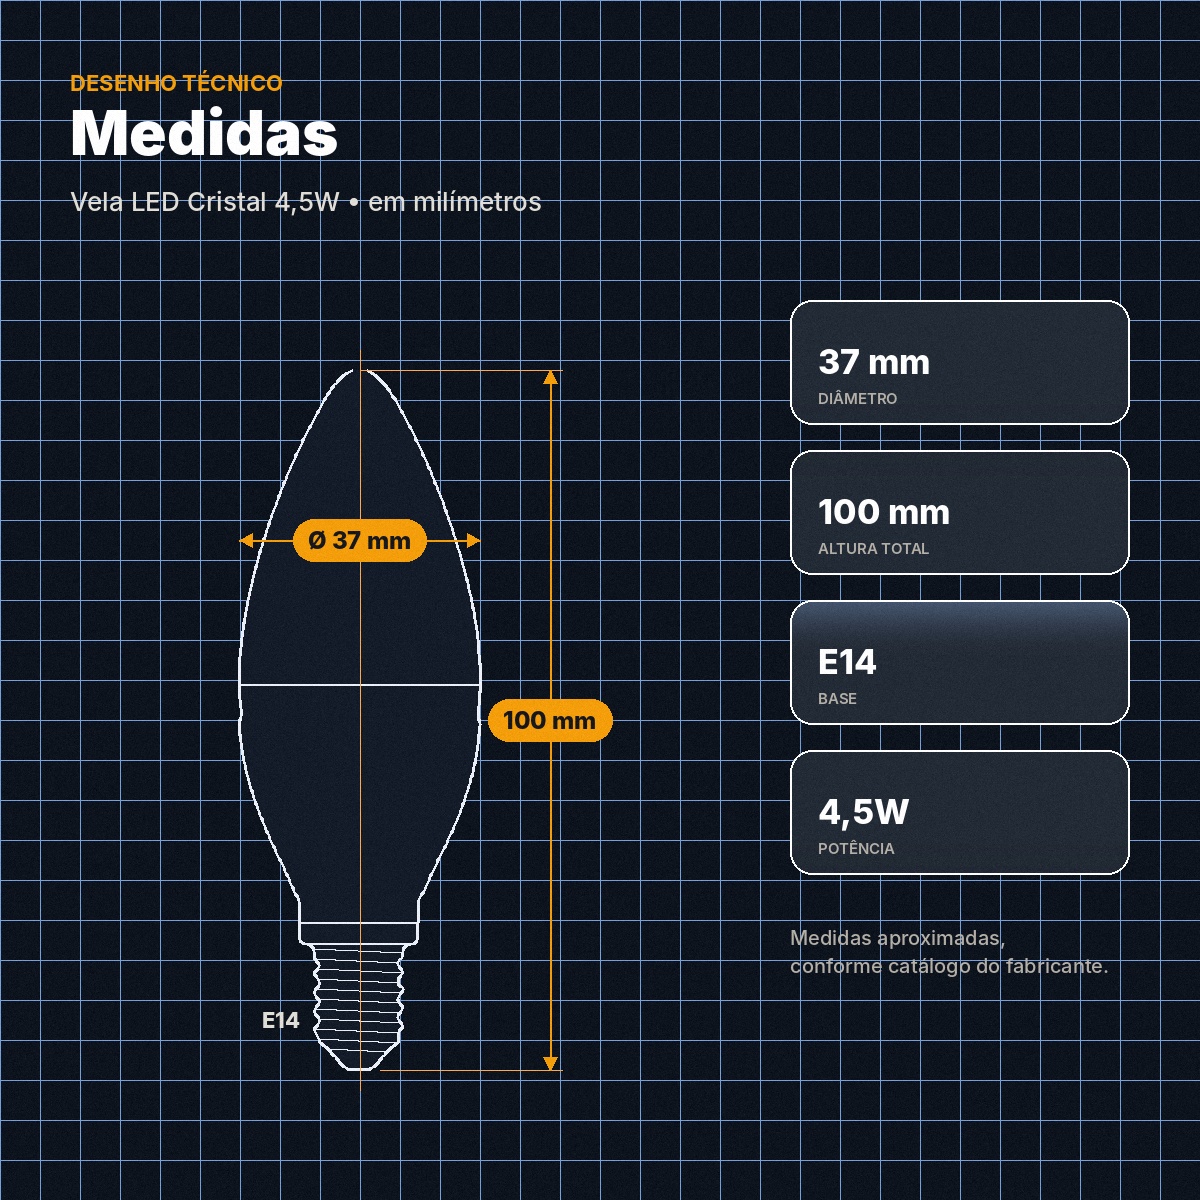 DESENHO TÉCNICO
Medidas
Vela LED Cristal 4,5W • em milímetros
37 mm
DIÂMETRO
100 mm
ALTURA TOTAL
E14
BASE
4,5W
POTÊNCIA
Ø 37 mm
100 mm
E14
Medidas aproximadas,
conforme catálogo do fabricante.